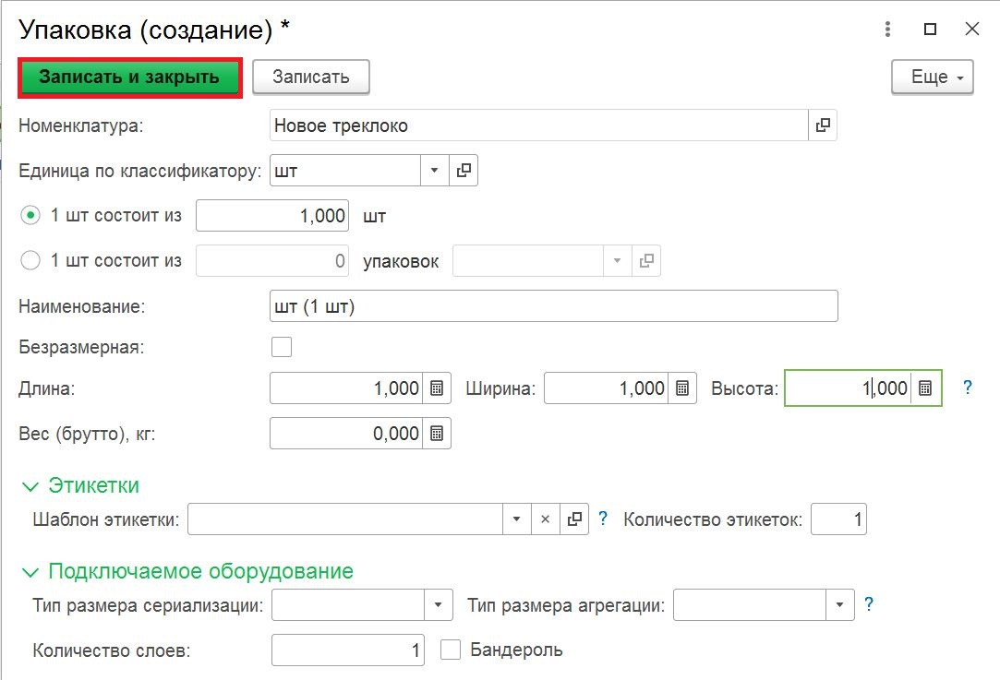 Упаковка (создание) *
Записать и закрыть Записать Еще
Номенклатура: Новое треклоко
Единица по классификатору: шт
1 шт состоит из 1,000 шт
1 шт состоит из 0 упаковок
Наименование: шт (1 шт)
Безразмерная:
Длина: 1,000 Ширина: 1,000 Высота: 1,000 ?
Вес (брутто), кг: 0,000
Этикетки
Шаблон этикетки: × ? Количество этикеток: 1
Подключаемое оборудование
Тип размера сериализации: Тип размера агрегации: ?
Количество слоев: 1 Бандероль